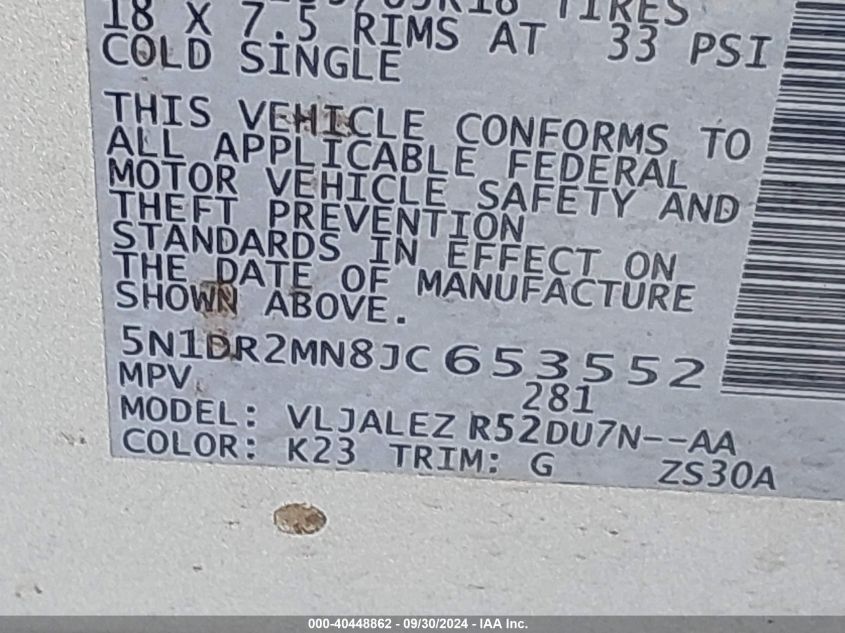 R18 TIRES
18 X 7.5 RIMS AT 33 PSI
COLD SINGLE
THIS VEHICLE CONFORMS TO
ALL APPLICABLE FEDERAL
MOTOR VEHICLE SAFETY AND
THEFT PREVENTION
STANDARDS IN EFFECT ON
THE DATE OF MANUFACTURE
SHOWN ABOVE.
5N1DR2MN8JC653552
MPV 281
MODEL: VLJALEZ R52DU7N--AA
COLOR: K23 TRIM: G ZS30A
000-40448862 - 09/30/2024 - IAA Inc.